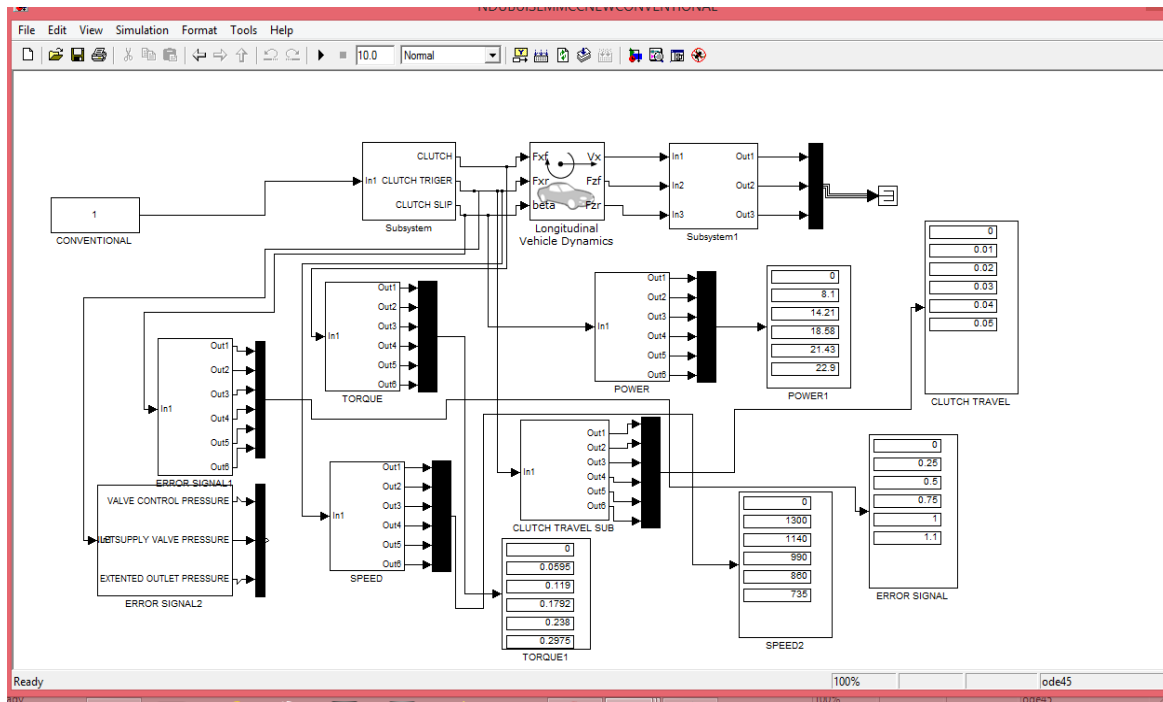 NDUBUISI,MMCCNEWCONVENTIONAL
File Edit View Simulation Format Tools Help
10.0 Normal
1
CONVENTIONAL
In1
CLUTCH
CLUTCH TRIGER
CLUTCH SLIP
Subsystem
Fxf
Fxr
beta
Vx
Fzf
Fzr
Longitudinal
Vehicle Dynamics
In1
In2
In3
Out1
Out2
Out3
Subsystem1
In1
Out1
Out2
Out3
Out4
Out5
Out6
TORQUE
In1
Out1
Out2
Out3
Out4
Out5
Out6
POWER
0
8.1
14.21
18.58
21.43
22.9
POWER1
0
0.01
0.02
0.03
0.04
0.05
CLUTCH TRAVEL
In1
Out1
Out2
Out3
Out4
Out5
Out6
ERROR SIGNAL1
VALVE CONTROL PRESSURE
SUPPLY VALVE PRESSURE
EXTENTED OUTLET PRESSURE
ERROR SIGNAL2
In1
Out1
Out2
Out3
Out4
Out5
Out6
SPEED
In1
Out1
Out2
Out3
Out4
Out5
Out6
CLUTCH TRAVEL SUB
0
0.0595
0.119
0.1792
0.238
0.2975
TORQUE1
0
1300
1140
990
860
735
SPEED2
0
0.25
0.5
0.75
1
1.1
ERROR SIGNAL
Ready 100% ode45